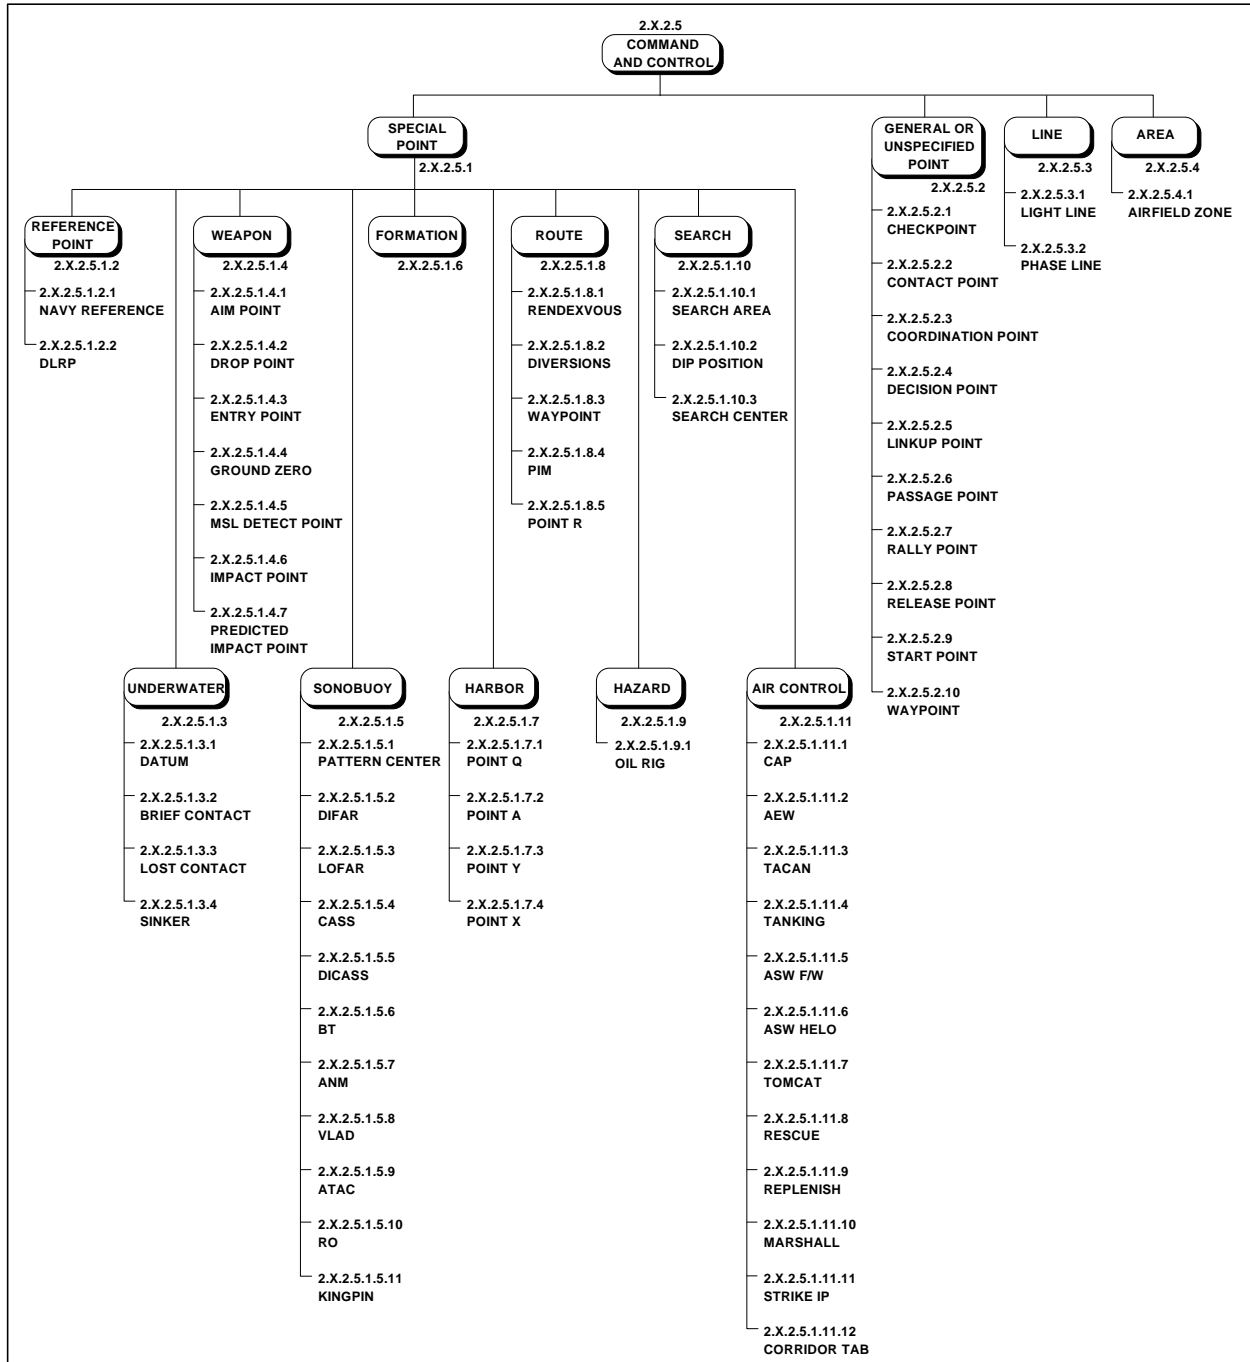 2.X.2.5
COMMAND
AND CONTROL
SPECIAL
POINT
2.X.2.5.1
REFERENCE
POINT
2.X.2.5.1.2
2.X.2.5.1.2.1
NAVY REFERENCE
2.X.2.5.1.2.2
DLRP
WEAPON
2.X.2.5.1.4
2.X.2.5.1.4.1
AIM POINT
2.X.2.5.1.4.2
DROP POINT
2.X.2.5.1.4.3
ENTRY POINT
2.X.2.5.1.4.4
GROUND ZERO
2.X.2.5.1.4.5
MSL DETECT POINT
2.X.2.5.1.4.6
IMPACT POINT
2.X.2.5.1.4.7
PREDICTED
IMPACT POINT
FORMATION
2.X.2.5.1.6
ROUTE
2.X.2.5.1.8
2.X.2.5.1.8.1
RENDEXVOUS
2.X.2.5.1.8.2
DIVERSIONS
2.X.2.5.1.8.3
WAYPOINT
2.X.2.5.1.8.4
PIM
2.X.2.5.1.8.5
POINT R
SEARCH
2.X.2.5.1.10
2.X.2.5.1.10.1
SEARCH AREA
2.X.2.5.1.10.2
DIP POSITION
2.X.2.5.1.10.3
SEARCH CENTER
UNDERWATER
2.X.2.5.1.3
2.X.2.5.1.3.1
DATUM
2.X.2.5.1.3.2
BRIEF CONTACT
2.X.2.5.1.3.3
LOST CONTACT
2.X.2.5.1.3.4
SINKER
SONOBUOY
2.X.2.5.1.5
2.X.2.5.1.5.1
PATTERN CENTER
2.X.2.5.1.5.2
DIFAR
2.X.2.5.1.5.3
LOFAR
2.X.2.5.1.5.4
CASS
2.X.2.5.1.5.5
DICASS
2.X.2.5.1.5.6
BT
2.X.2.5.1.5.7
ANM
2.X.2.5.1.5.8
VLAD
2.X.2.5.1.5.9
ATAC
2.X.2.5.1.5.10
RO
2.X.2.5.1.5.11
KINGPIN
HARBOR
2.X.2.5.1.7
2.X.2.5.1.7.1
POINT Q
2.X.2.5.1.7.2
POINT A
2.X.2.5.1.7.3
POINT Y
2.X.2.5.1.7.4
POINT X
HAZARD
2.X.2.5.1.9
2.X.2.5.1.9.1
OIL RIG
AIR CONTROL
2.X.2.5.1.11
2.X.2.5.1.11.1
CAP
2.X.2.5.1.11.2
AEW
2.X.2.5.1.11.3
TACAN
2.X.2.5.1.11.4
TANKING
2.X.2.5.1.11.5
ASW F/W
2.X.2.5.1.11.6
ASW HELO
2.X.2.5.1.11.7
TOMCAT
2.X.2.5.1.11.8
RESCUE
2.X.2.5.1.11.9
REPLENISH
2.X.2.5.1.11.10
MARSHALL
2.X.2.5.1.11.11
STRIKE IP
2.X.2.5.1.11.12
CORRIDOR TAB
GENERAL OR
UNSPECIFIED
POINT
2.X.2.5.2
2.X.2.5.2.1
CHECKPOINT
2.X.2.5.2.2
CONTACT POINT
2.X.2.5.2.3
COORDINATION POINT
2.X.2.5.2.4
DECISION POINT
2.X.2.5.2.5
LINKUP POINT
2.X.2.5.2.6
PASSAGE POINT
2.X.2.5.2.7
RALLY POINT
2.X.2.5.2.8
RELEASE POINT
2.X.2.5.2.9
START POINT
2.X.2.5.2.10
WAYPOINT
LINE
2.X.2.5.3
2.X.2.5.3.1
LIGHT LINE
2.X.2.5.3.2
PHASE LINE
AREA
2.X.2.5.4
2.X.2.5.4.1
AIRFIELD ZONE